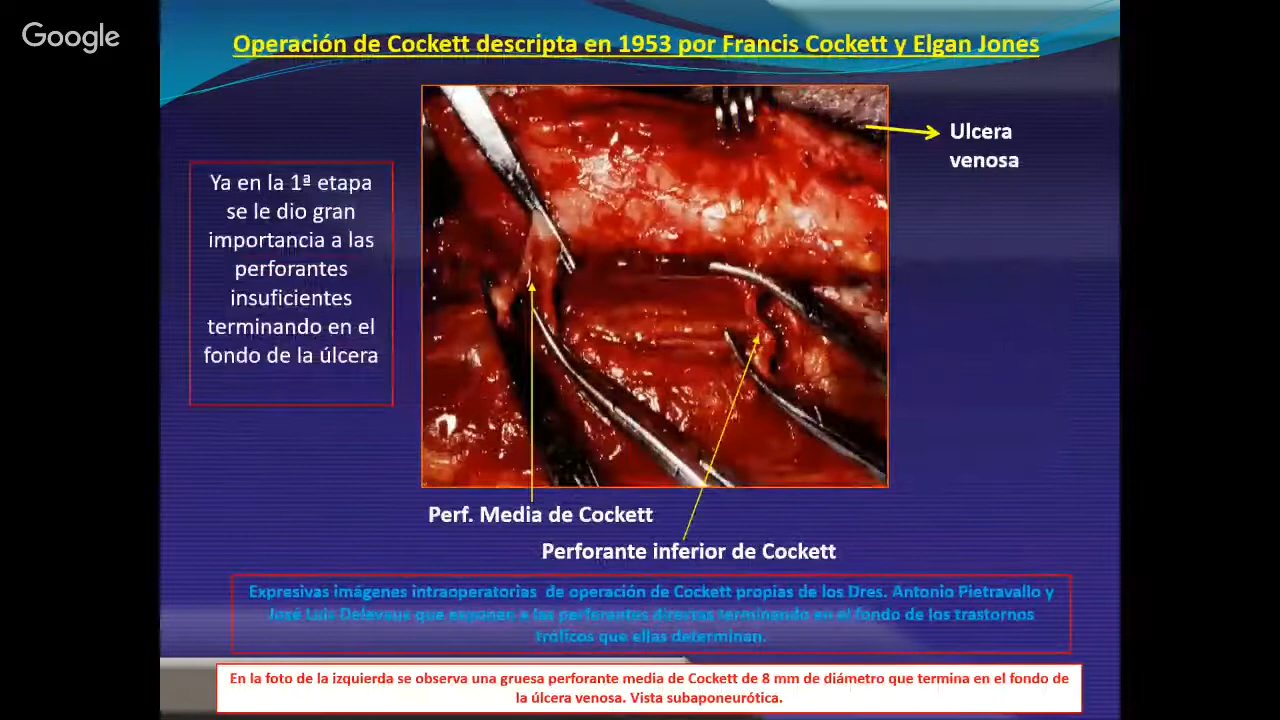 Google
Operación de Cockett descripta en 1953 por Francis Cockett y Elgan Jones
Ulcera
venosa
Ya en la 1ª etapa
se le dio gran
importancia a las
perforantes
insuficientes
terminando en el
fondo de la úlcera
Perf. Media de Cockett
Perforante inferior de Cockett
Expresivas imágenes intraoperatorias de operación de Cockett propias de los Dres. Antonio Pietravallo y
José Luis que exponen a las perforantes directas terminando en el fondo de los trastornos
tróficos que ellas determinan.
En la foto de la izquierda se observa una gruesa perforante media de Cockett de 8 mm de diámetro que termina en el fondo de
la úlcera venosa. Vista subaponeurótica.